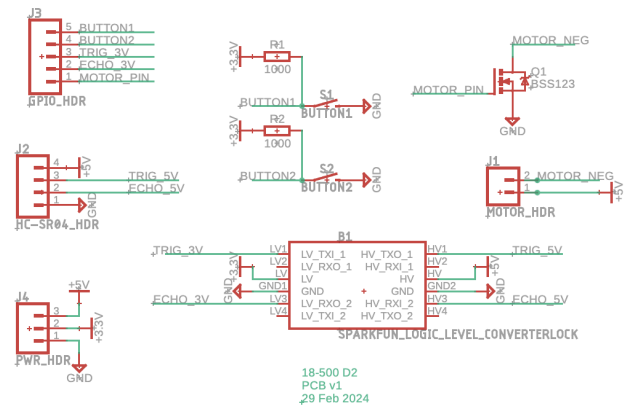 J3
5 BUTTON1
4 BUTTON2
3 TRIG_3V
2 ECHO_3V
1 MOTOR_PIN
GPIO_HDR
+3.3V
R1
1000
BUTTON1
S1
BUTTON1
GND
+3.3V
R2
1000
BUTTON2
S2
BUTTON2
GND
MOTOR_NEG
MOTOR_PIN
Q1
BSS123
GND
J2
4
3
2
1
+5V
TRIG_5V
ECHO_5V
GND
HC-SR04_HDR
J1
2
1
MOTOR_NEG
+5V
MOTOR_HDR
B1
TRIG_3V
LV1 LV_TXI_1 HV_TXO_1 HV1
TRIG_5V
+3.3V
LV2 LV_RXO_1 HV_RXI_1 HV2
+5V
LV LV HV HV
GND
GND1 GND GND GND2
GND
ECHO_3V
LV3 LV_RXO_2 HV_RXI_2 HV3
ECHO_5V
LV4 LV_TXI_2 HV_TXO_2 HV4
SPARKFUN_LOGIC_LEVEL_CONVERTERLOCK
J4
+5V
3
2
1
+3.3V
PWR_HDR
GND
18-500 D2
PCB v1
29 Feb 2024